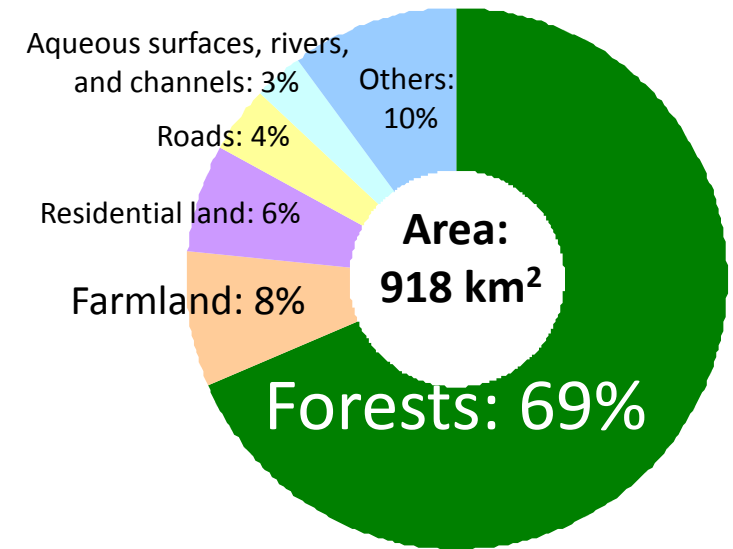 Aqueous surfaces, rivers,
and channels: 3%
Others:
10%
Roads: 4%
Residential land: 6%
Farmland: 8%
Area:
918 km²
Forests: 69%